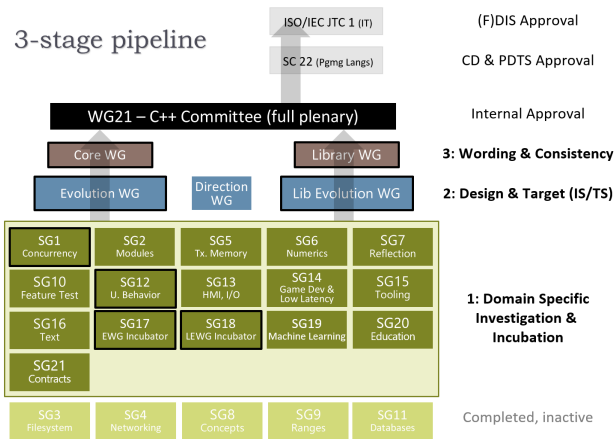 3-stage pipeline
ISO/IEC JTC 1 (IT)
(F)DIS Approval
SC 22 (Pgmg Langs)
CD & PDTS Approval
WG21 – C++ Committee (full plenary)
Internal Approval
Core WG
Library WG
3: Wording & Consistency
Evolution WG
Direction
WG
Lib Evolution WG
2: Design & Target (IS/TS)
SG1
Concurrency
SG2
Modules
SG5
Tx. Memory
SG6
Numerics
SG7
Reflection
SG10
Feature Test
SG12
U. Behavior
SG13
HMI, I/O
SG14
Game Dev &
Low Latency
SG15
Tooling
1: Domain Specific
Investigation &
Incubation
SG16
Text
SG17
EWG Incubator
SG18
LEWG Incubator
SG19
Machine Learning
SG20
Education
SG21
Contracts
SG3
Filesystem
SG4
Networking
SG8
Concepts
SG9
Ranges
SG11
Databases
Completed, inactive